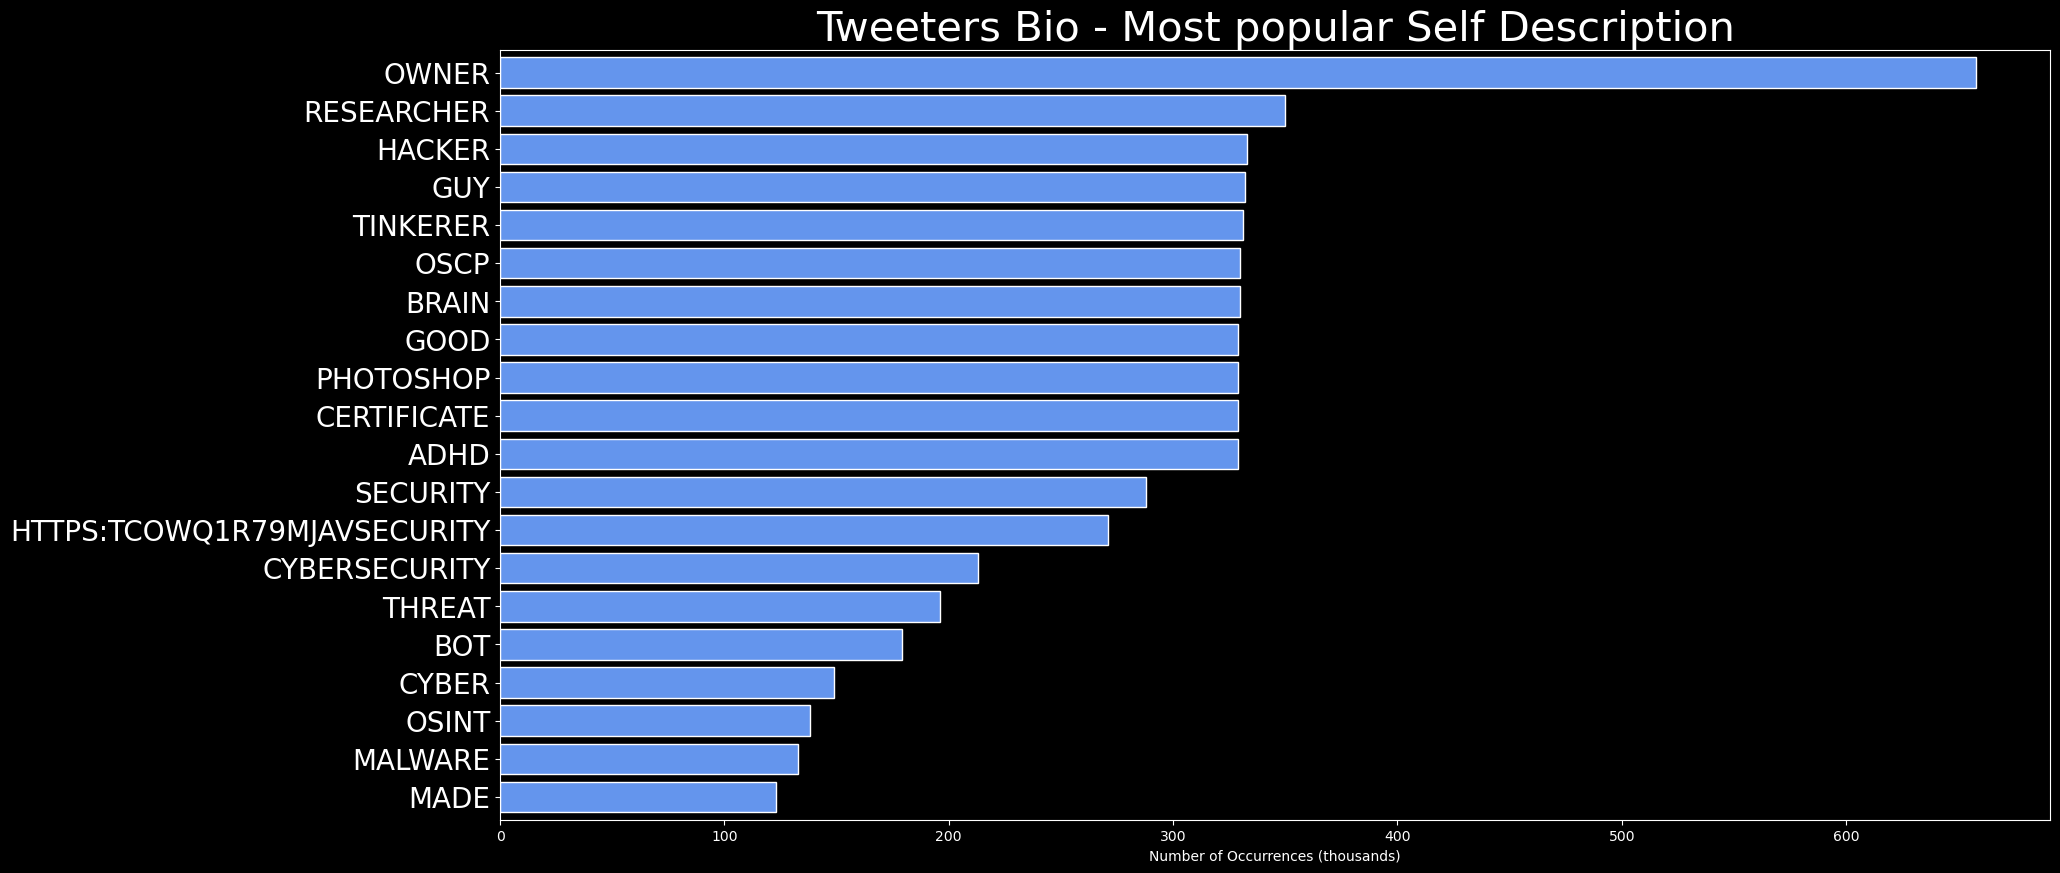 Tweeters Bio - Most popular Self Description
OWNER
RESEARCHER
HACKER
GUY
TINKERER
OSCP
BRAIN
GOOD
PHOTOSHOP
CERTIFICATE
ADHD
SECURITY
HTTPS:TCOWQ1R79MJAVSECURITY
CYBERSECURITY
THREAT
BOT
CYBER
OSINT
MALWARE
MADE
0 100 200 300 400 500 600
Number of Occurrences (thousands)